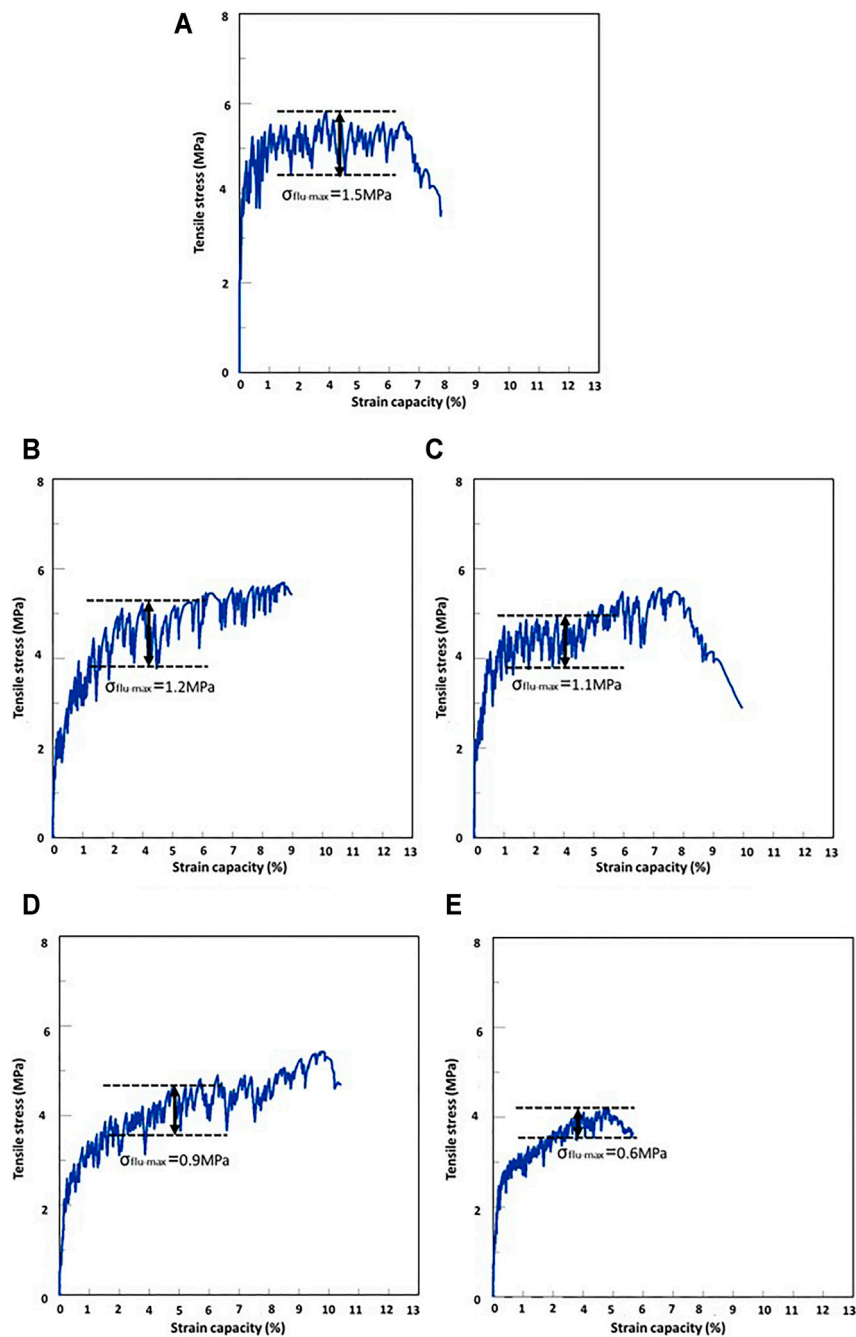 A
8
6
4
2
0
Tensile stress (MPa)
σflu-max=1.5MPa
0 1 2 3 4 5 6 7 8 9 10 11 12 13
Strain capacity (%)
B
8
6
4
2
0
Tensile stress (MPa)
σflu-max=1.2MPa
0 1 2 3 4 5 6 7 8 9 10 11 12 13
Strain capacity (%)
C
8
6
4
2
0
Tensile stress (MPa)
σflu-max=1.1MPa
0 1 2 3 4 5 6 7 8 9 10 11 12 13
Strain capacity (%)
D
8
6
4
2
0
Tensile stress (MPa)
σflu-max=0.9MPa
0 1 2 3 4 5 6 7 8 9 10 11 12 13
Strain capacity (%)
E
8
6
4
2
0
Tensile stress (MPa)
σflu-max=0.6MPa
0 1 2 3 4 5 6 7 8 9 10 11 12 13
Strain capacity (%)